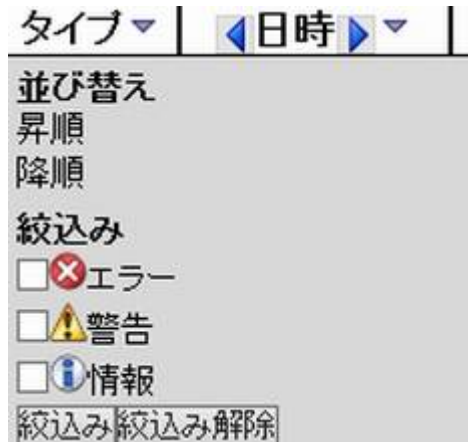 タイプ 日時
並び替え
昇順
降順
絞込み
エラー
警告
情報
絞込み 絞込み解除